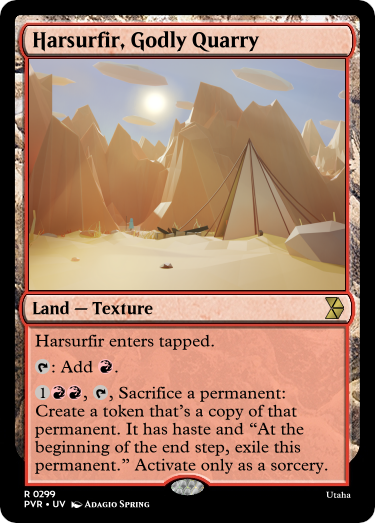 Harsurfir, Godly Quarry
Land — Texture
Harsurfir enters tapped.
: Add .
1 , , Sacrifice a permanent:
Create a token that's a copy of that
permanent. It has haste and “At the
beginning of the end step, exile this
permanent.” Activate only as a sorcery.
R 0299
Utaha
PVR • UV Adagio Spring